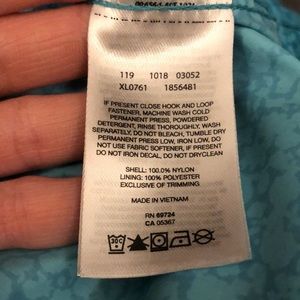 119 1018 03052
XL0761 1856481
IF PRESENT CLOSE HOOK AND LOOP
FASTENER, MACHINE WASH COLD
PERMANENT PRESS, POWDERED
DETERGENT, RINSE THOROUGHLY, WASH
SEPARATELY, DO NOT BLEACH, TUMBLE DRY
PERMANENT PRESS LOW, IRON LOW, DO
NOT USE FABRIC SOFTENER, IF PRESENT
DO NOT IRON DECAL, DO NOT DRYCLEAN
SHELL: 100.0% NYLON
LINING: 100% POLYESTER
EXCLUSIVE OF TRIMMING
MADE IN VIETNAM
RN 69724
CA 05367
30C